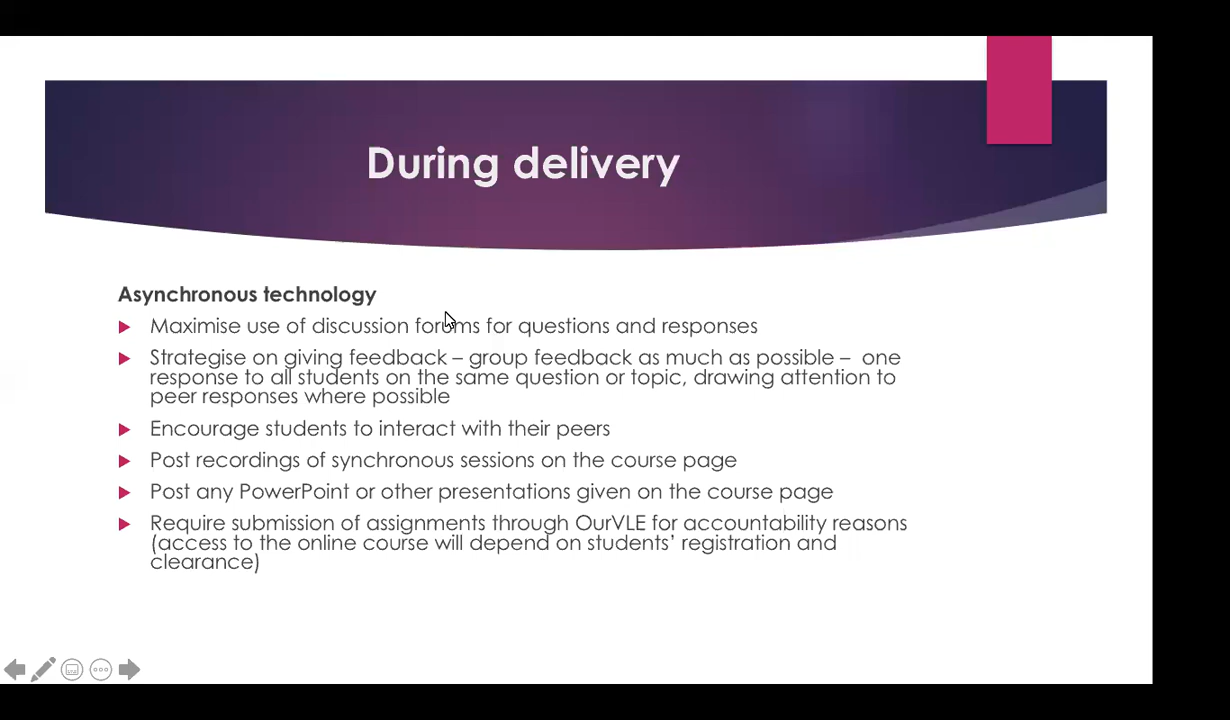 During delivery
Asynchronous technology
Maximise use of discussion forums for questions and responses
Strategise on giving feedback – group feedback as much as possible – one
response to all students on the same question or topic, drawing attention to
peer responses where possible
Encourage students to interact with their peers
Post recordings of synchronous sessions on the course page
Post any PowerPoint or other presentations given on the course page
Require submission of assignments through OurVLE for accountability reasons
(access to the online course will depend on students’ registration and
clearance)